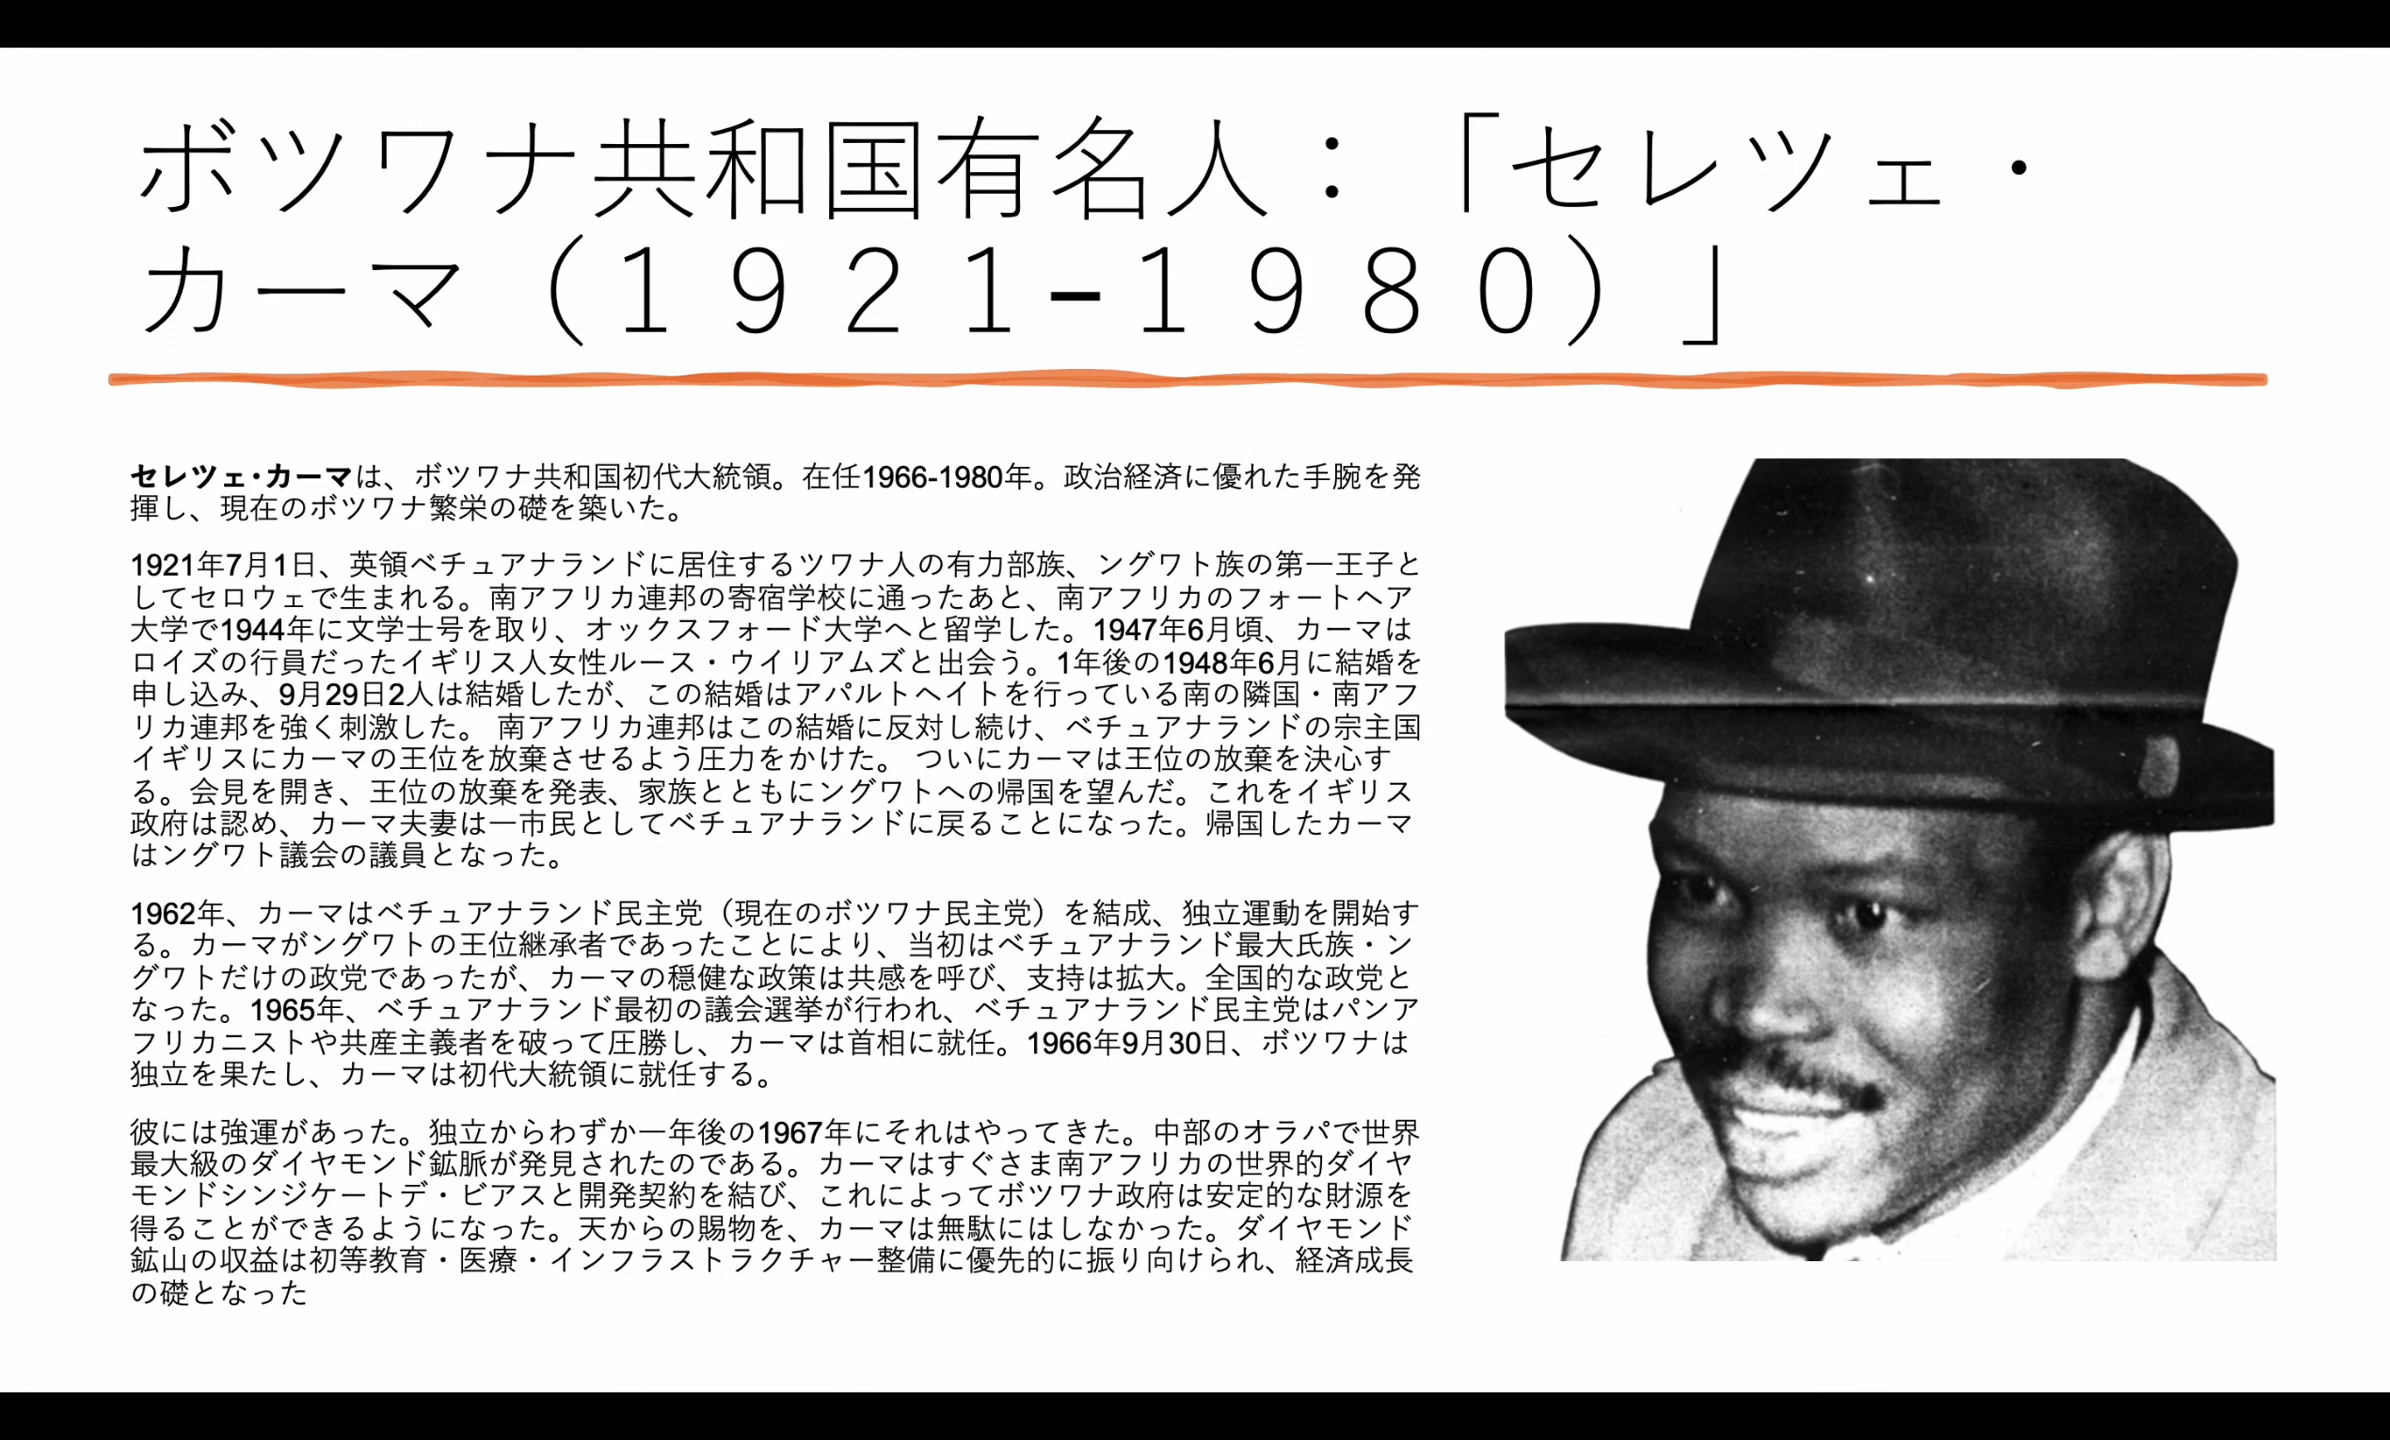 ボツワナ共和国有名人：「セレツェ・
カーマ（１９２１-１９８０）」
セレツェ・カーマは、ボツワナ共和国初代大統領。在任1966-1980年。政治経済に優れた手腕を発
揮し、現在のボツワナ繁栄の礎を築いた。
1921年7月1日、英領ベチュアナランドに居住するツワナ人の有力部族、ングワト族の第一王子と
してセロウェで生まれる。南アフリカ連邦の寄宿学校に通ったあと、南アフリカのフォートヘア
大学で1944年に文学士号を取り、オックスフォード大学へと留学した。1947年6月頃、カーマは
ロイズの行員だったイギリス人女性ルース・ウイリアムズと出会う。1年後の1948年6月に結婚を
申し込み、9月29日2人は結婚したが、この結婚はアパルトヘイトを行っている南の隣国・南アフ
リカ連邦を強く刺激した。 南アフリカ連邦はこの結婚に反対し続け、ベチュアナランドの宗主国
イギリスにカーマの王位を放棄させるよう圧力をかけた。 ついにカーマは王位の放棄を決心す
る。会見を開き、王位の放棄を発表、家族とともにングワトへの帰国を望んだ。これをイギリス
政府は認め、カーマ夫妻は一市民としてベチュアナランドに戻ることになった。帰国したカーマ
はングワト議会の議員となった。
1962年、カーマはベチュアナランド民主党（現在のボツワナ民主党）を結成、独立運動を開始す
る。カーマがングワトの王位継承者であったことにより、当初はベチュアナランド最大氏族・ン
グワトだけの政党であったが、カーマの穏健な政策は共感を呼び、支持は拡大。全国的な政党と
なった。1965年、ベチュアナランド最初の議会選挙が行われ、ベチュアナランド民主党はパンア
フリカニストや共産主義者を破って圧勝し、カーマは首相に就任。1966年9月30日、ボツワナは
独立を果たし、カーマは初代大統領に就任する。
彼には強運があった。独立からわずか一年後の1967年にそれはやってきた。中部のオラパで世界
最大級のダイヤモンド鉱脈が発見されたのである。カーマはすぐさま南アフリカの世界的ダイヤ
モンドシンジケートデ・ビアスと開発契約を結び、これによってボツワナ政府は安定的な財源を
得ることができるようになった。天からの賜物を、カーマは無駄にはしなかった。ダイヤモンド
鉱山の収益は初等教育・医療・インフラストラクチャー整備に優先的に振り向けられ、経済成長
の礎となった